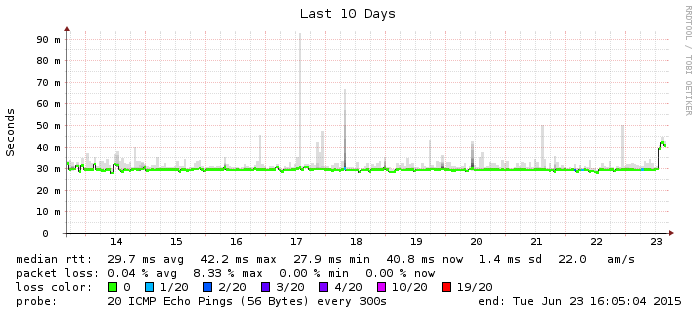 Last 10 Days
RRDTOOL / TOBI OETIKER
Seconds
90 m
80 m
70 m
60 m
50 m
40 m
30 m
20 m
10 m
0
14 15 16 17 18 19 20 21 22 23
median rtt: 29.7 ms avg 42.2 ms max 27.9 ms min 40.8 ms now 1.4 ms sd 22.0 am/s
packet loss: 0.04 % avg 8.33 % max 0.00 % min 0.00 % now
loss color: 0 1/20 2/20 3/20 4/20 10/20 19/20
probe: 20 ICMP Echo Pings (56 Bytes) every 300s end: Tue Jun 23 16:05:04 2015